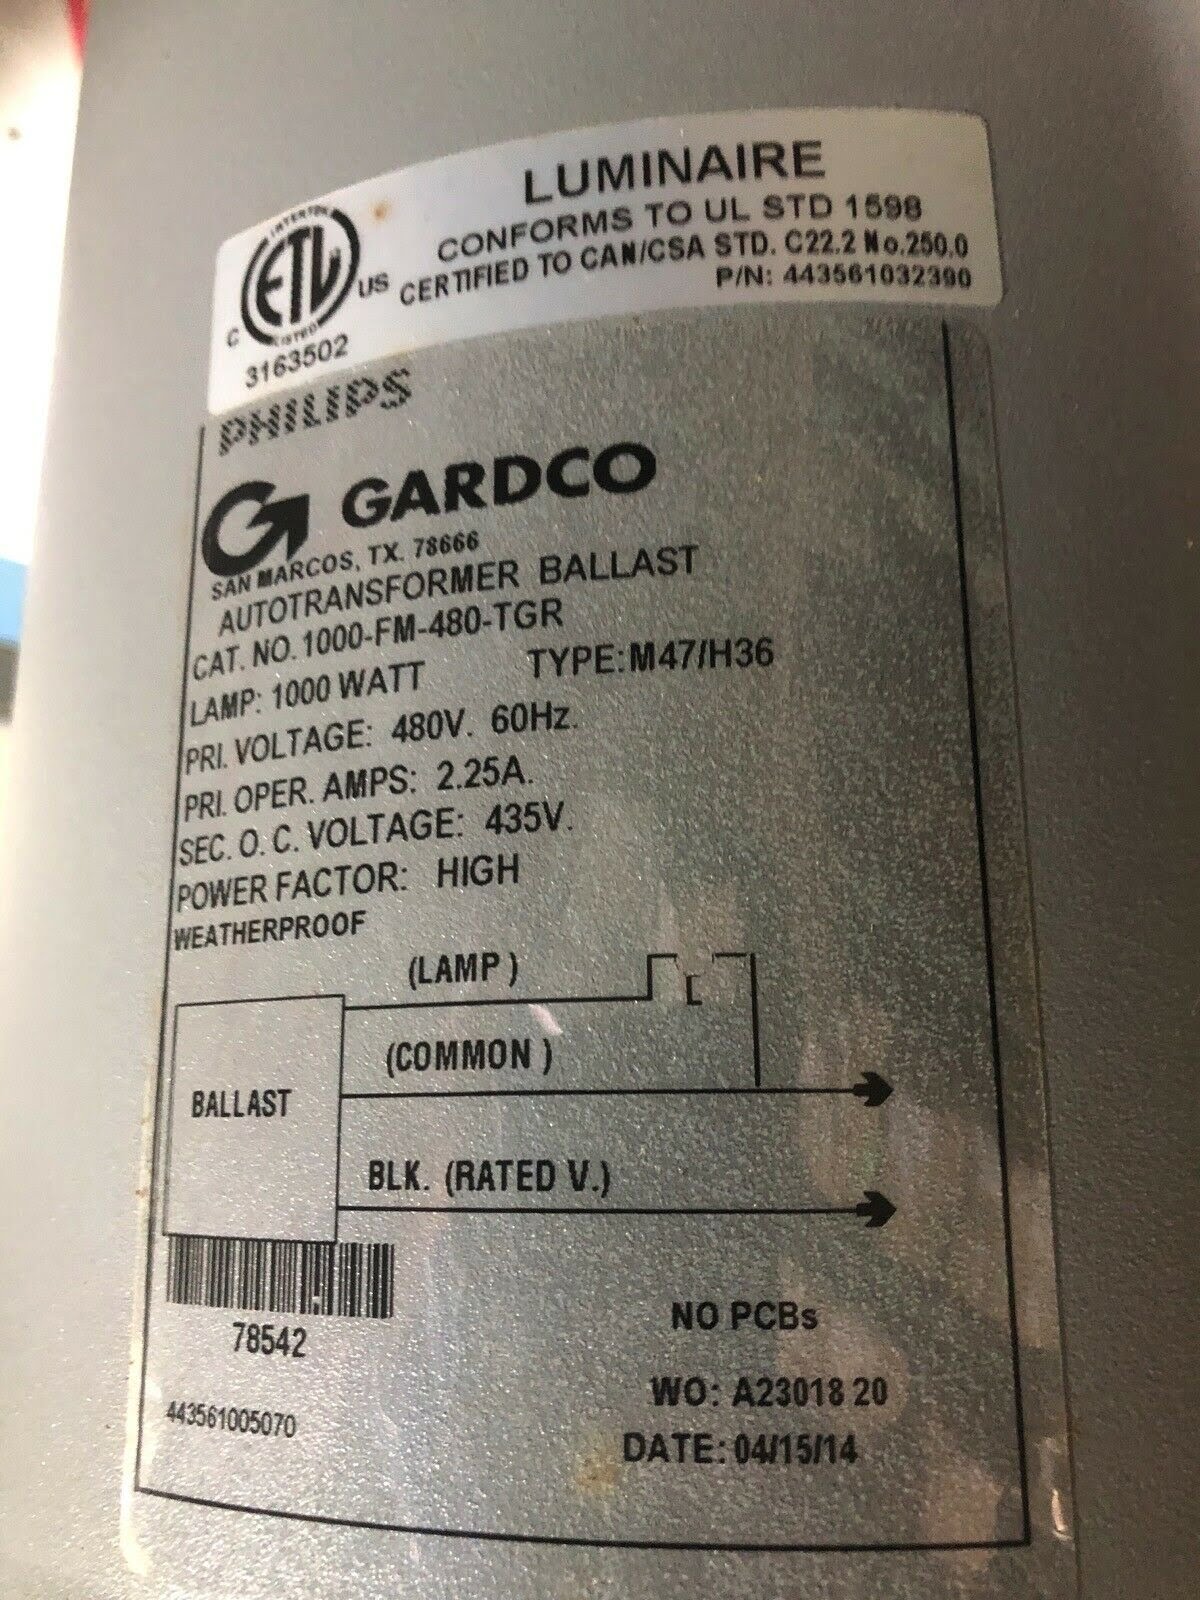 LUMINAIRE
CONFORMS TO UL STD 1598
CERTIFIED TO CAN/CSA STD. C22.2 No.250.0
P/N: 443561032390
INTERTEK
ETL
LISTED
C US
3163502
PHILIPS
GARDCO
SAN MARCOS, TX. 78666
AUTOTRANSFORMER BALLAST
CAT. NO. 1000-FM-480-TGR
LAMP: 1000 WATT TYPE: M47/H36
PRI. VOLTAGE: 480V. 60Hz.
PRI. OPER. AMPS: 2.25A.
SEC. O. C. VOLTAGE: 435V.
POWER FACTOR: HIGH
WEATHERPROOF
(LAMP)
(COMMON)
BALLAST
BLK. (RATED V.)
78542
NO PCBs
WO: A23018 20
443561005070
DATE: 04/15/14